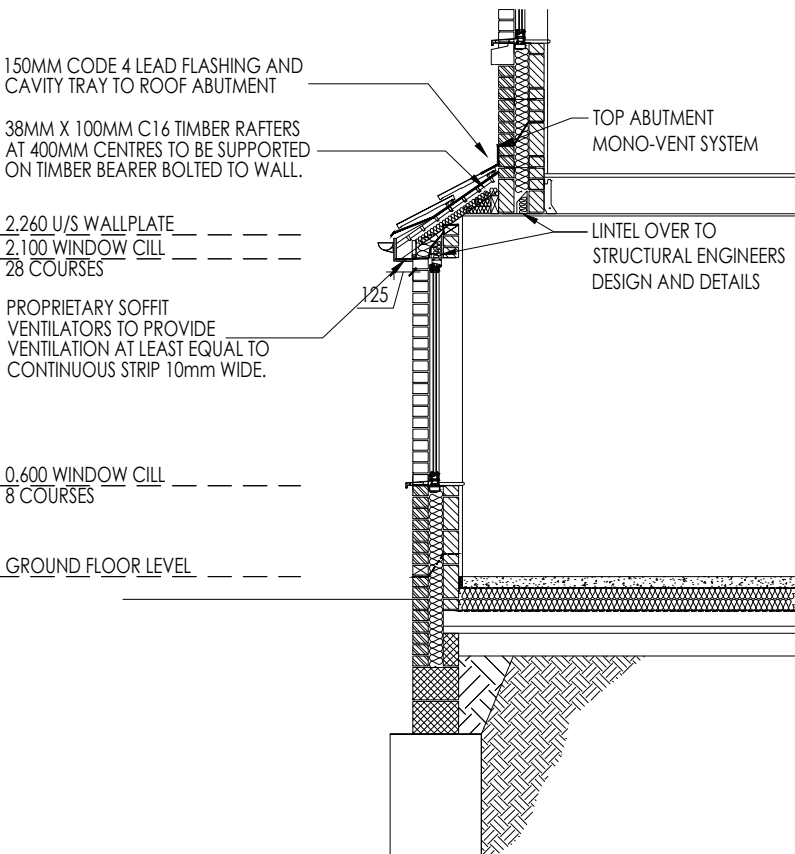 150MM CODE 4 LEAD FLASHING AND
CAVITY TRAY TO ROOF ABUTMENT
38MM X 100MM C16 TIMBER RAFTERS
AT 400MM CENTRES TO BE SUPPORTED
ON TIMBER BEARER BOLTED TO WALL.
TOP ABUTMENT
MONO-VENT SYSTEM
2.260 U/S WALLPLATE
2.100 WINDOW CILL
28 COURSES
LINTEL OVER TO
STRUCTURAL ENGINEERS
DESIGN AND DETAILS
125
PROPRIETARY SOFFIT
VENTILATORS TO PROVIDE
VENTILATION AT LEAST EQUAL TO
CONTINUOUS STRIP 10mm WIDE.
0.600 WINDOW CILL
8 COURSES
GROUND FLOOR LEVEL